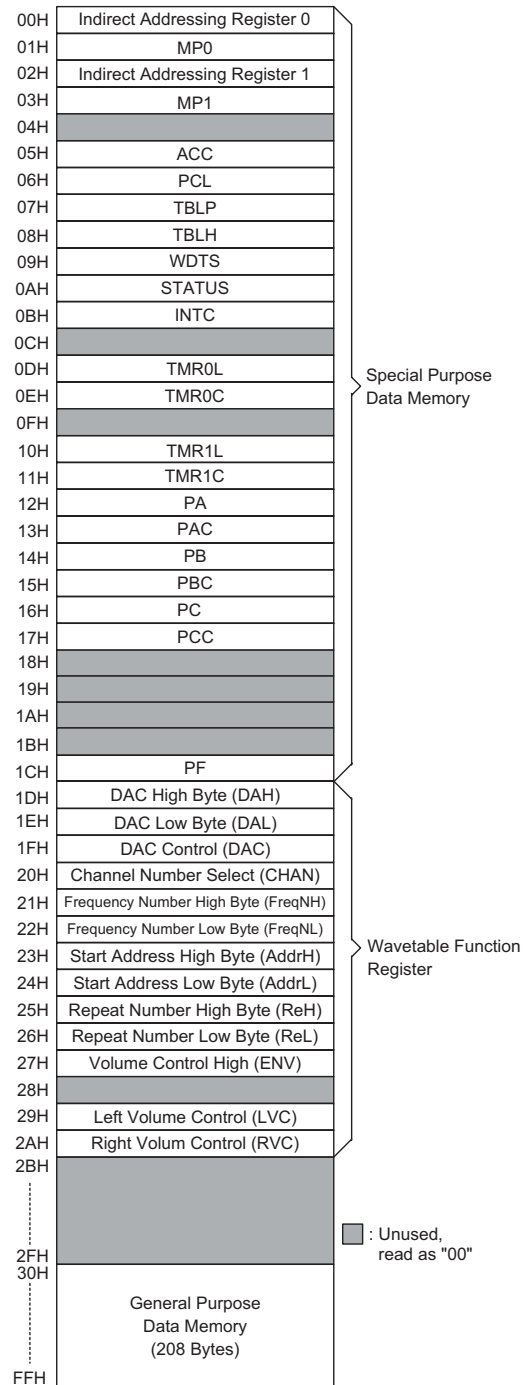 00H Indirect Addressing Register 0
01H MP0
02H Indirect Addressing Register 1
03H MP1
04H
05H ACC
06H PCL
07H TBLP
08H TBLH
09H WDTS
0AH STATUS
0BH INTC
0CH
0DH TMR0L
0EH TMR0C
0FH
10H TMR1L
11H TMR1C
12H PA
13H PAC
14H PB
15H PBC
16H PC
17H PCC
18H
19H
1AH
1BH
1CH PF
Special Purpose
Data Memory
1DH DAC High Byte (DAH)
1EH DAC Low Byte (DAL)
1FH DAC Control (DAC)
20H Channel Number Select (CHAN)
21H Frequency Number High Byte (FreqNH)
22H Frequency Number Low Byte (FreqNL)
23H Start Address High Byte (AddrH)
24H Start Address Low Byte (AddrL)
25H Repeat Number High Byte (ReH)
26H Repeat Number Low Byte (ReL)
27H Volume Control High (ENV)
28H
29H Left Volume Control (LVC)
2AH Right Volum Control (RVC)
Wavetable Function
Register
2BH
2FH
: Unused,
read as "00"
30H
General Purpose
Data Memory
(208 Bytes)
FFH